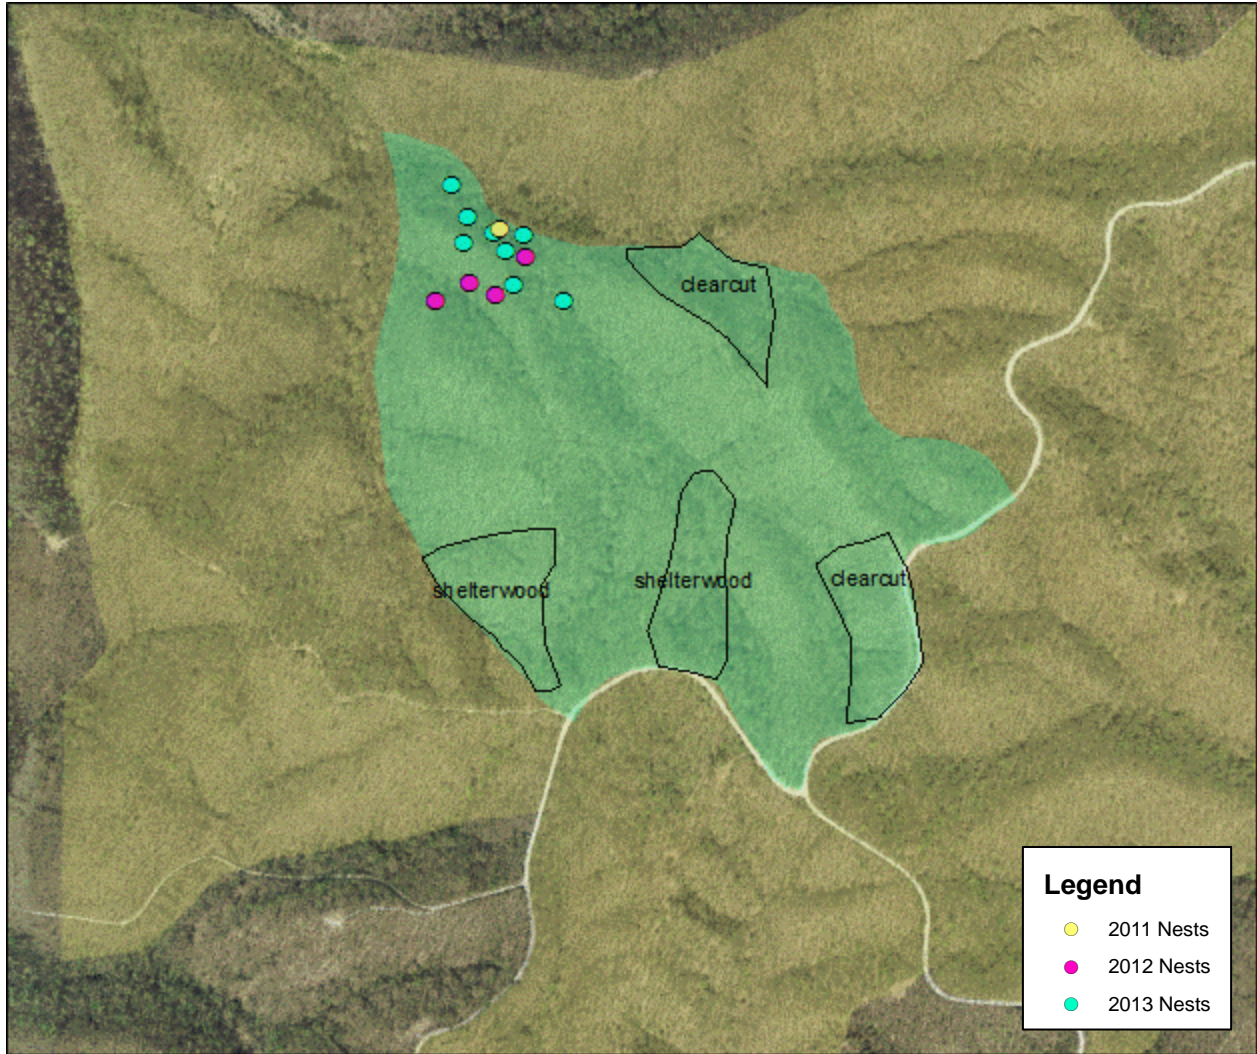 clearcut
shelterwood
clearcut
shelterwood
Legend
2011 Nests
2012 Nests
2013 Nests